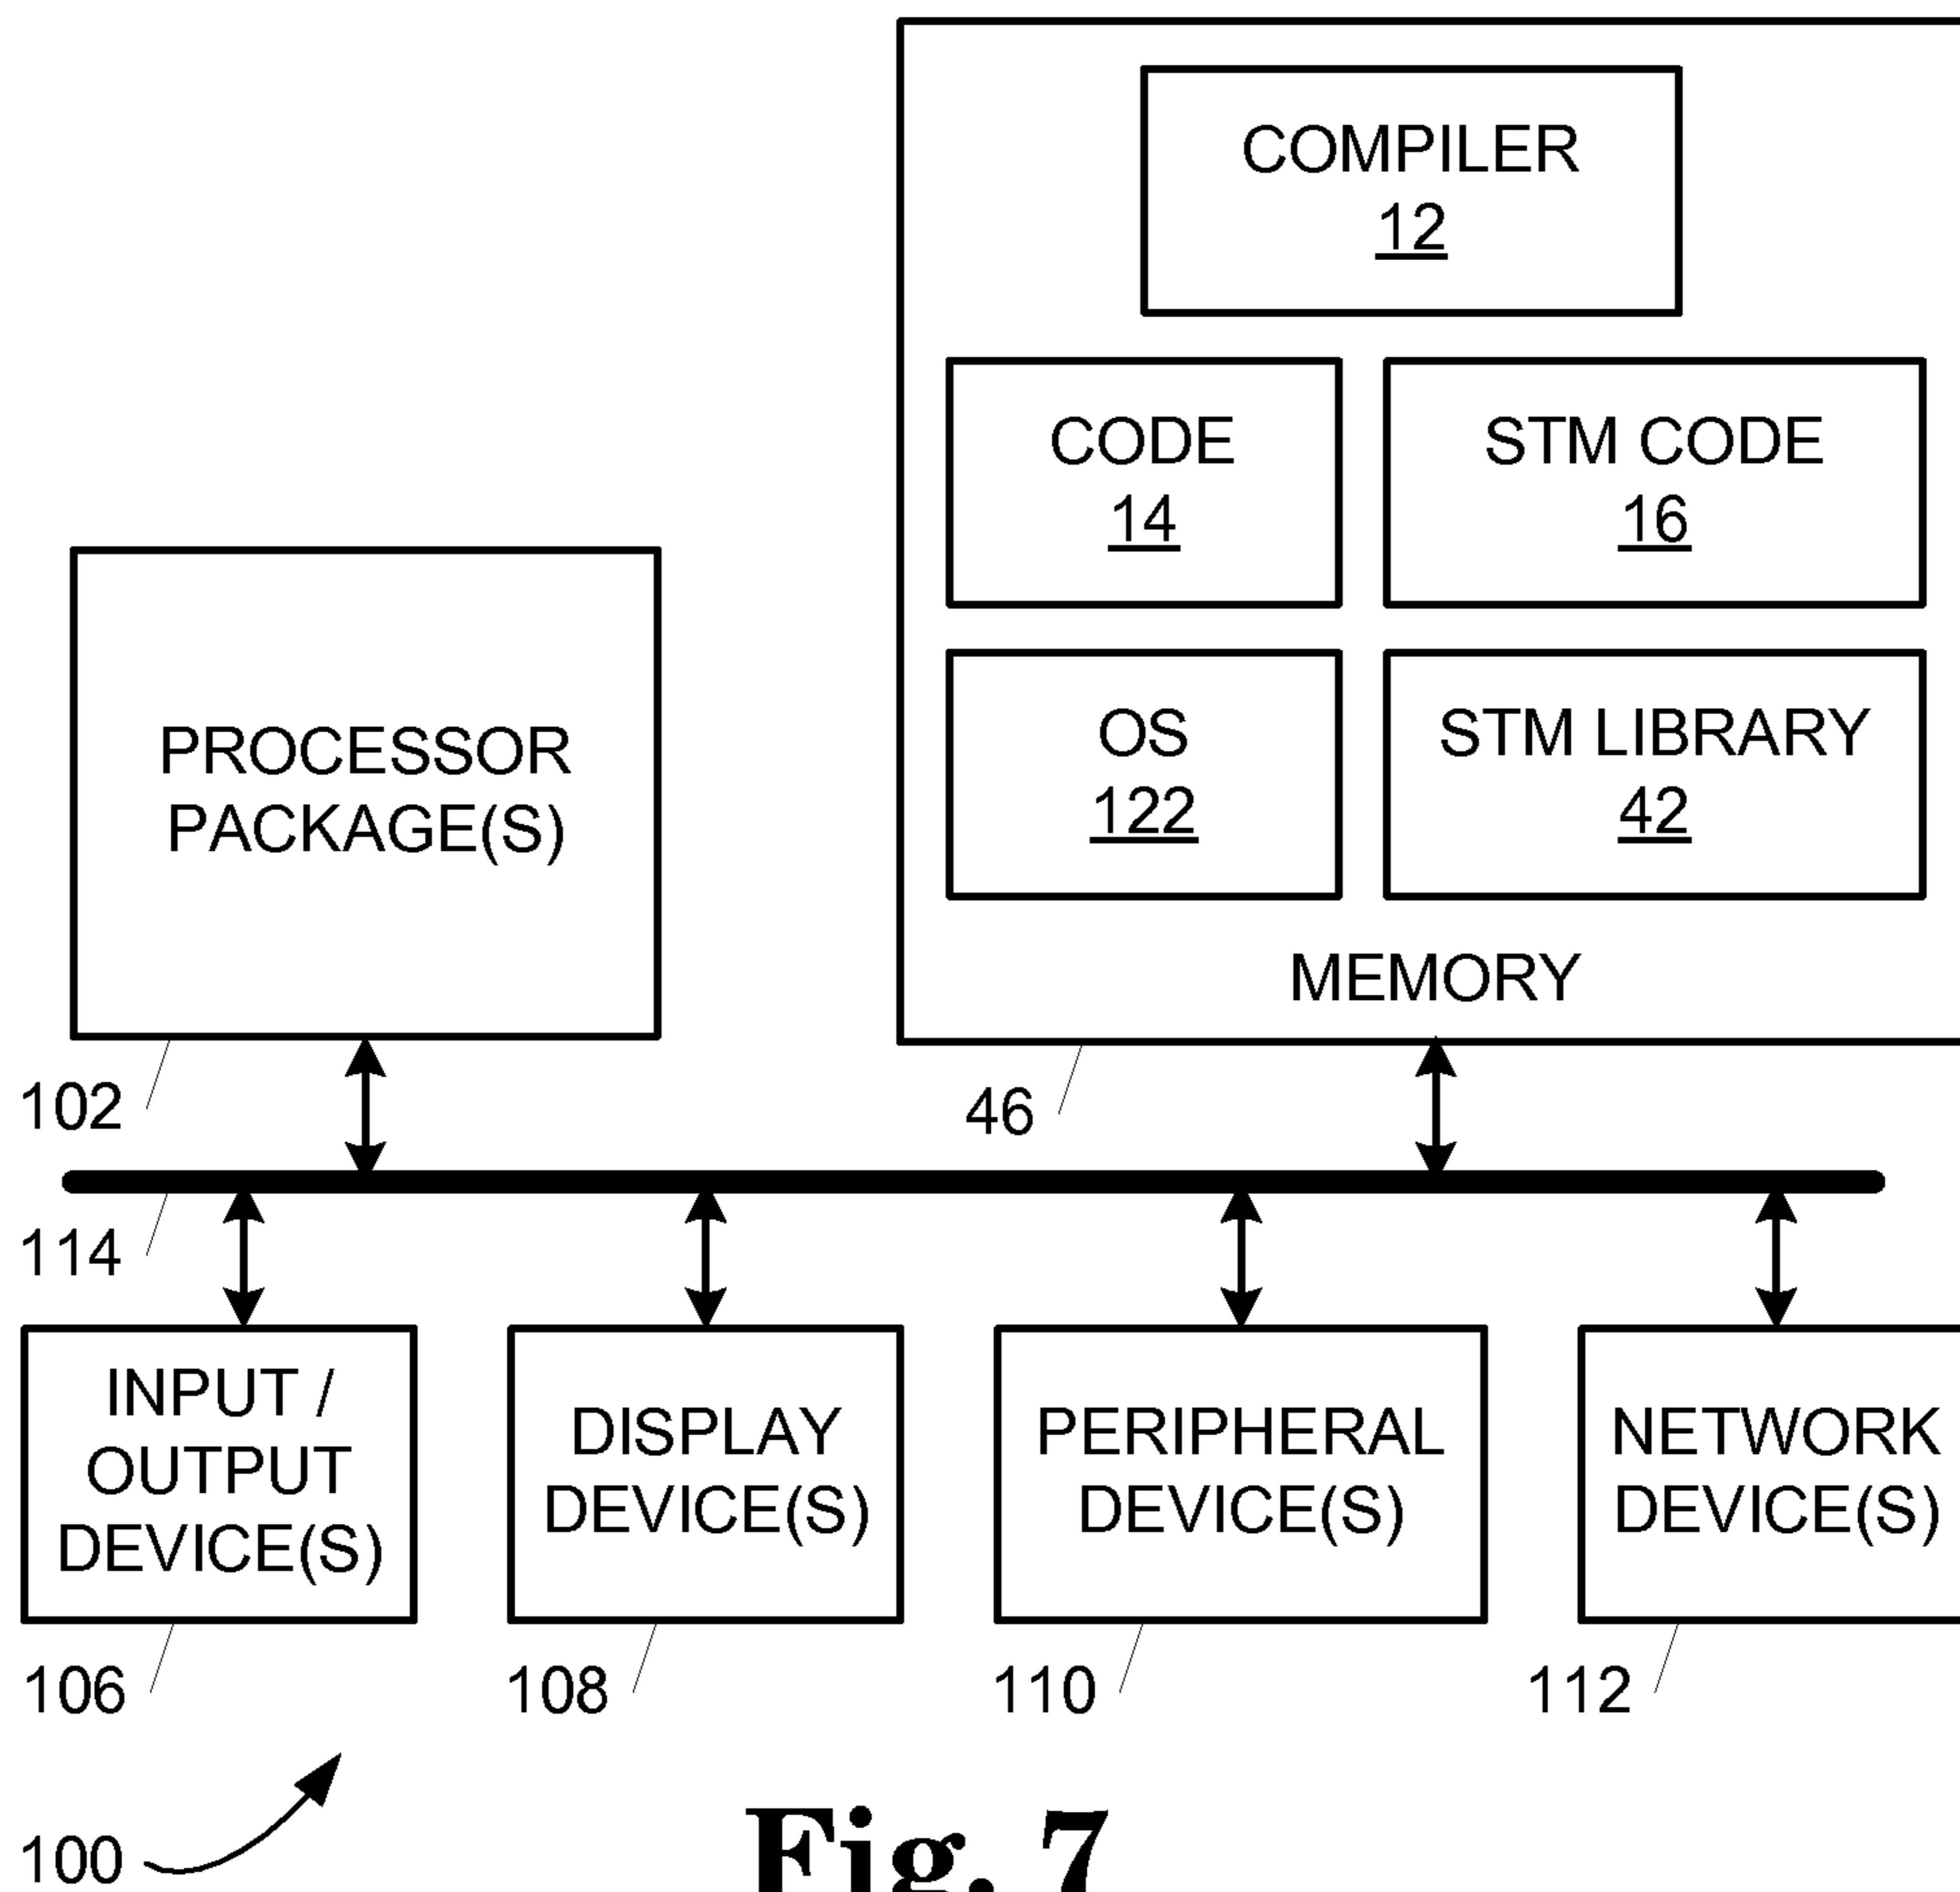 COMPILER
12
CODE
14
STM CODE
16
OS
122
STM LIBRARY
42
MEMORY
46
PROCESSOR
PACKAGE(S)
102
114
INPUT /
OUTPUT
DEVICE(S)
106
DISPLAY
DEVICE(S)
108
PERIPHERAL
DEVICE(S)
110
NETWORK
DEVICE(S)
112
100
Fig. 7